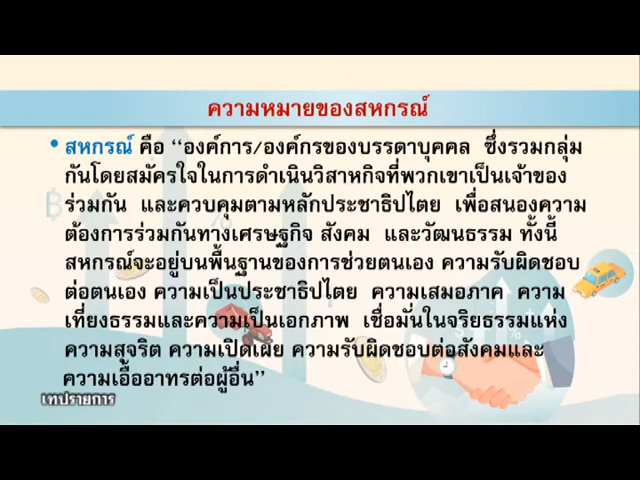 ความหมายของสหกรณ์
• สหกรณ์ คือ “องค์การ/องค์กรของบรรดาบุคคล ซึ่งรวมกลุ่ม
กันโดยสมัครใจในการดำเนินวิสาหกิจที่พวกเขาเป็นเจ้าของ
ร่วมกัน และควบคุมตามหลักประชาธิปไตย เพื่อสนองความ
ต้องการร่วมกันทางเศรษฐกิจ สังคม และวัฒนธรรม ทั้งนี้
สหกรณ์จะอยู่บนพื้นฐานของการช่วยตนเอง ความรับผิดชอบ
ต่อตนเอง ความเป็นประชาธิปไตย ความเสมอภาค ความ
เที่ยงธรรมและความเป็นเอกภาพ เชื่อมั่นในจริยธรรมแห่ง
ความสุจริต ความเปิดเผย ความรับผิดชอบต่อสังคมและ
ความเอื้ออาทรต่อผู้อื่น”
เทปรายการ